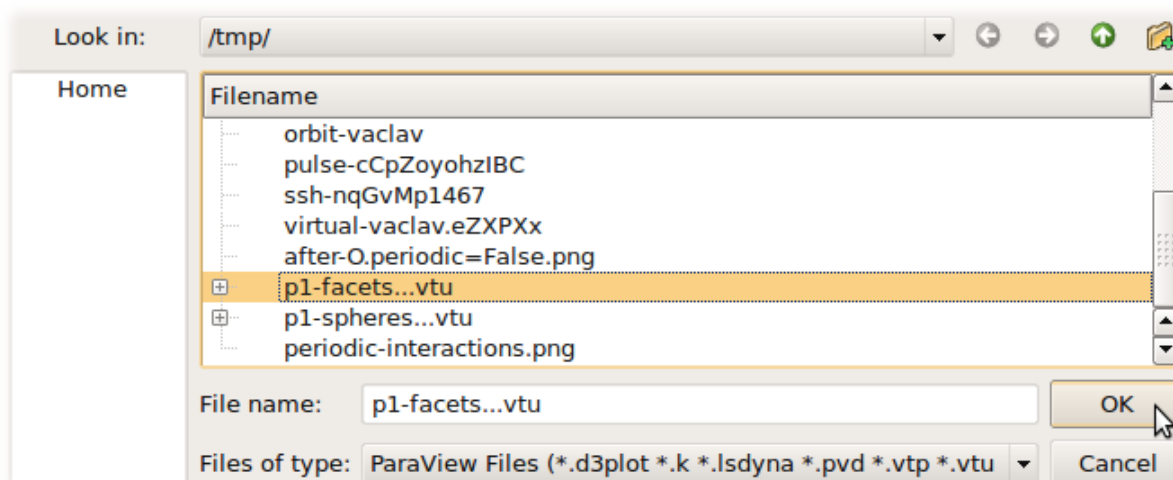 Look in: /tmp/
Home
Filename
orbit-vaclav
pulse-cCpZoyohzIBC
ssh-nqGvMp1467
virtual-vaclav.eZXPXx
after-O.periodic=False.png
p1-facets...vtu
p1-spheres...vtu
periodic-interactions.png
File name: p1-facets...vtu OK
Files of type: ParaView Files (*.d3plot *.k *.lsdyna *.pvd *.vtp *.vtu Cancel